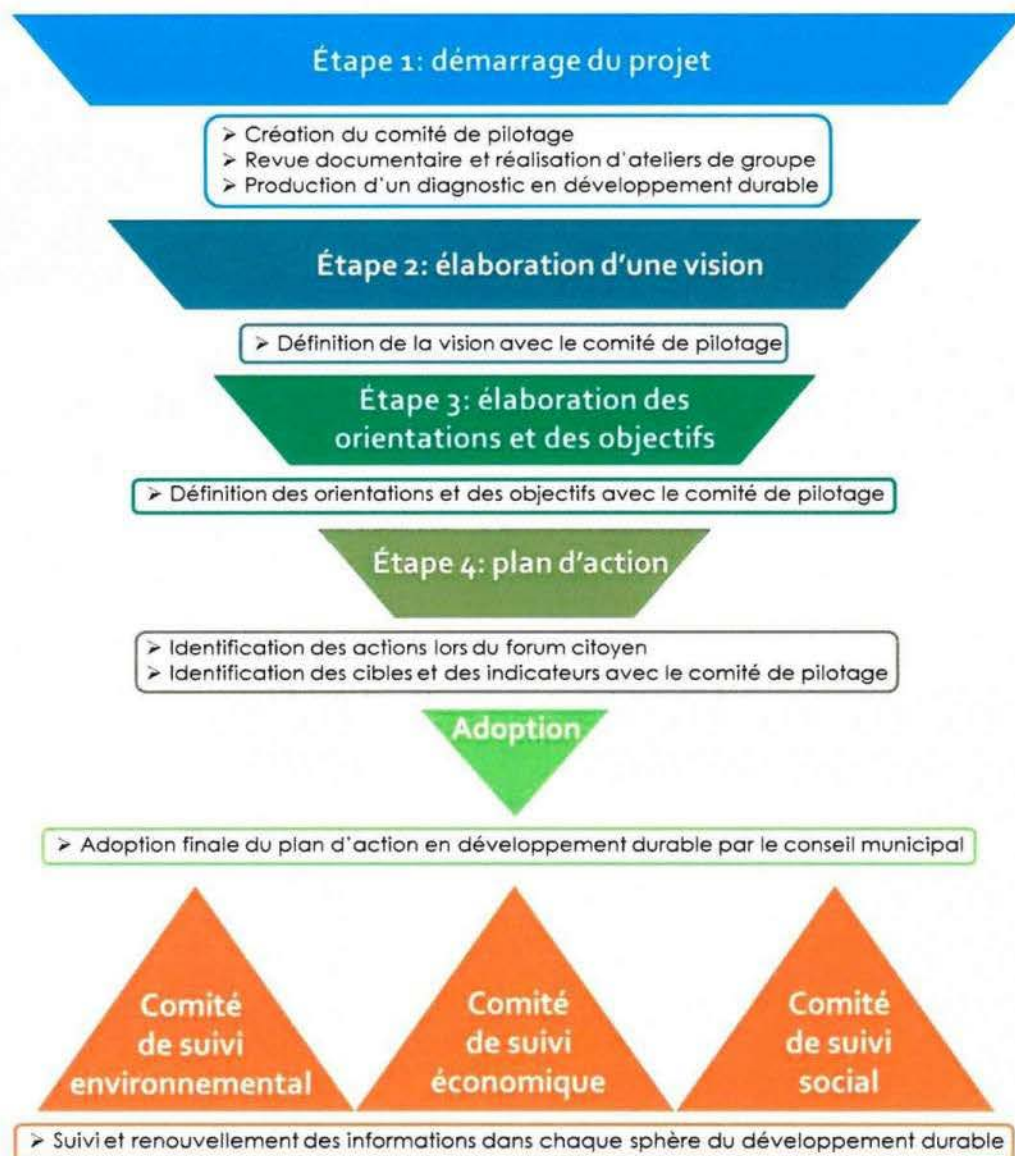 Étape 1: démarrage du projet
➢ Création du comité de pilotage
➢ Revue documentaire et réalisation d'ateliers de groupe
➢ Production d'un diagnostic en développement durable
Étape 2: élaboration d'une vision
➢ Définition de la vision avec le comité de pilotage
Étape 3: élaboration des
orientations et des objectifs
➢ Définition des orientations et des objectifs avec le comité de pilotage
Étape 4: plan d'action
➢ Identification des actions lors du forum citoyen
➢ Identification des cibles et des indicateurs avec le comité de pilotage
Adoption
➢ Adoption finale du plan d'action en développement durable par le conseil municipal
Comité
de suivi
environnemental
Comité
de suivi
économique
Comité
de suivi
social
➢ Suivi et renouvellement des informations dans chaque sphère du développement durable